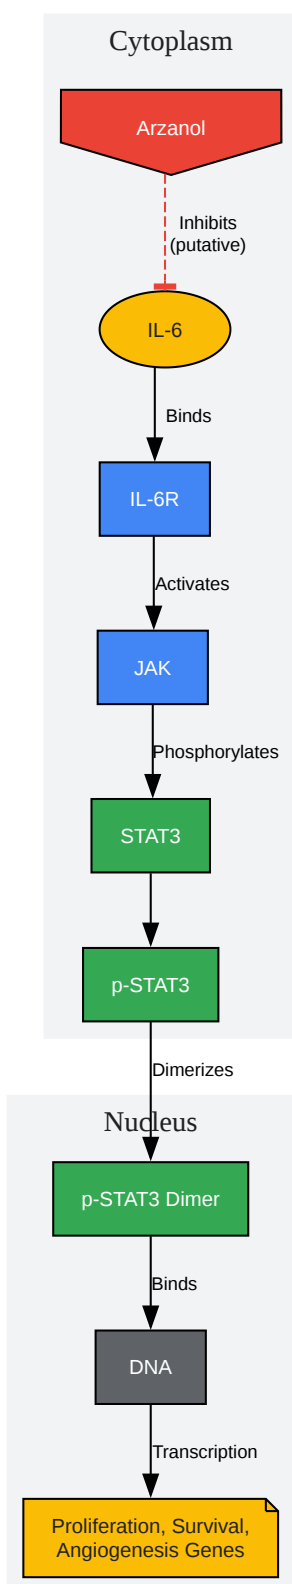 Cytoplasm
Arzanol
Inhibits
(putative)
IL-6
Binds
IL-6R
Activates
JAK
Phosphorylates
STAT3
p-STAT3
Dimerizes
Nucleus
p-STAT3 Dimer
Binds
DNA
Transcription
Proliferation, Survival,
Angiogenesis Genes